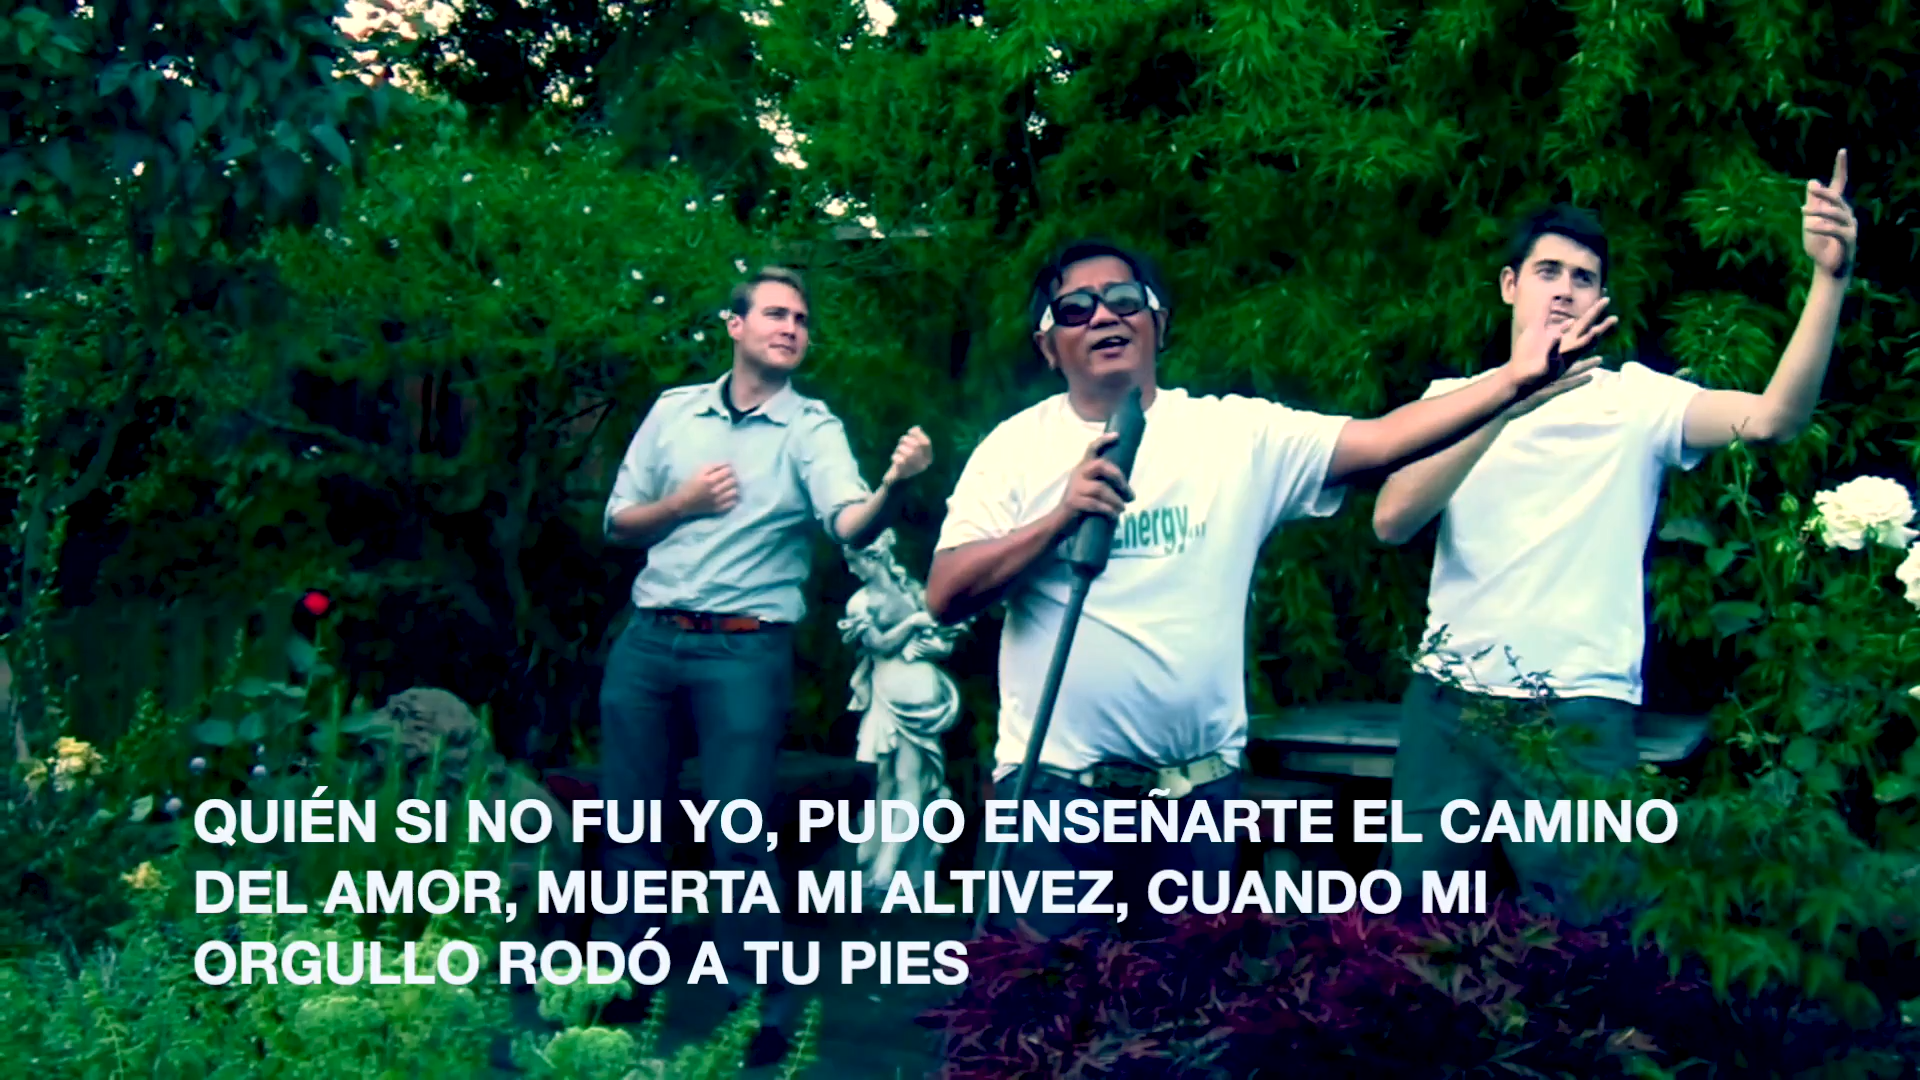 Energy...
QUIÉN SI NO FUI YO, PUDO ENSEÑARTE EL CAMINO
DEL AMOR, MUERTA MI ALTIVEZ, CUANDO MI
ORGULLO RODÓ A TU PIES